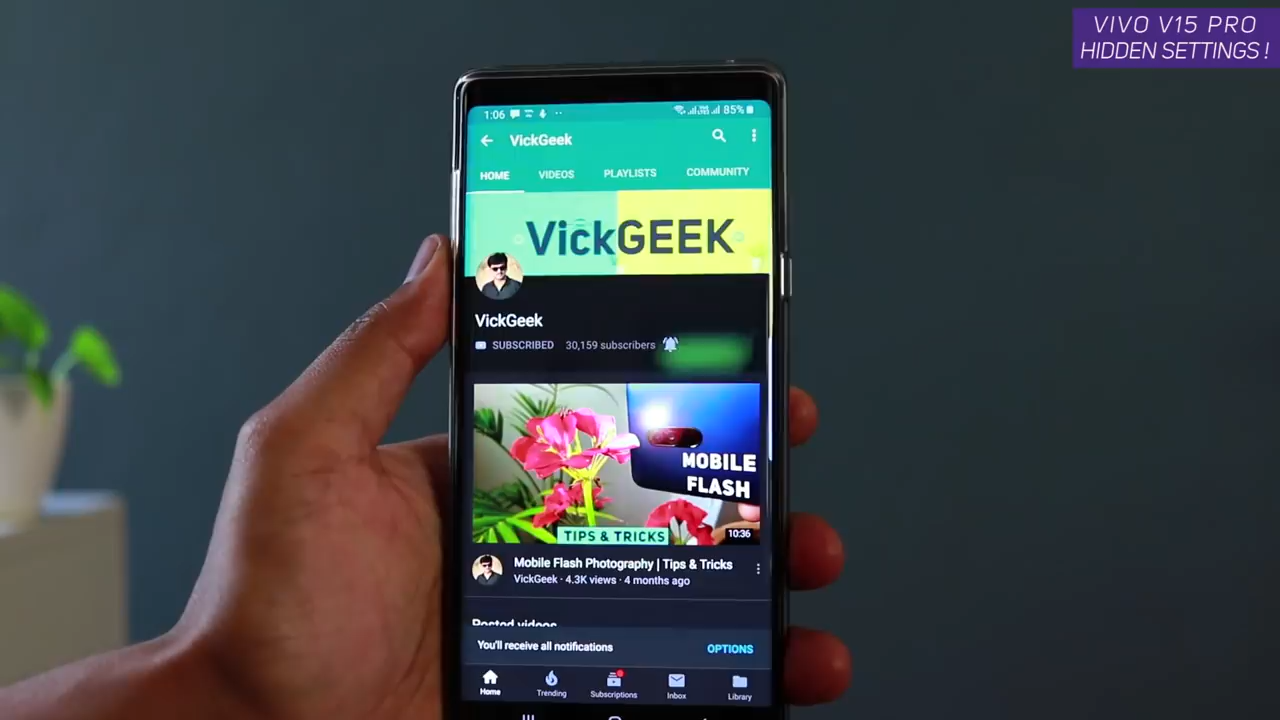 VIVO V15 PRO
HIDDEN SETTINGS !
1:06
85%
VickGeek
HOME VIDEOS PLAYLISTS COMMUNITY
VickGEEK
VickGeek
SUBSCRIBED 30,159 subscribers
MOBILE
FLASH
TIPS & TRICKS
10:36
Mobile Flash Photography | Tips & Tricks
VickGeek · 4.3K views · 4 months ago
Posted videos
You'll receive all notifications OPTIONS
Home Trending Subscriptions Inbox Library